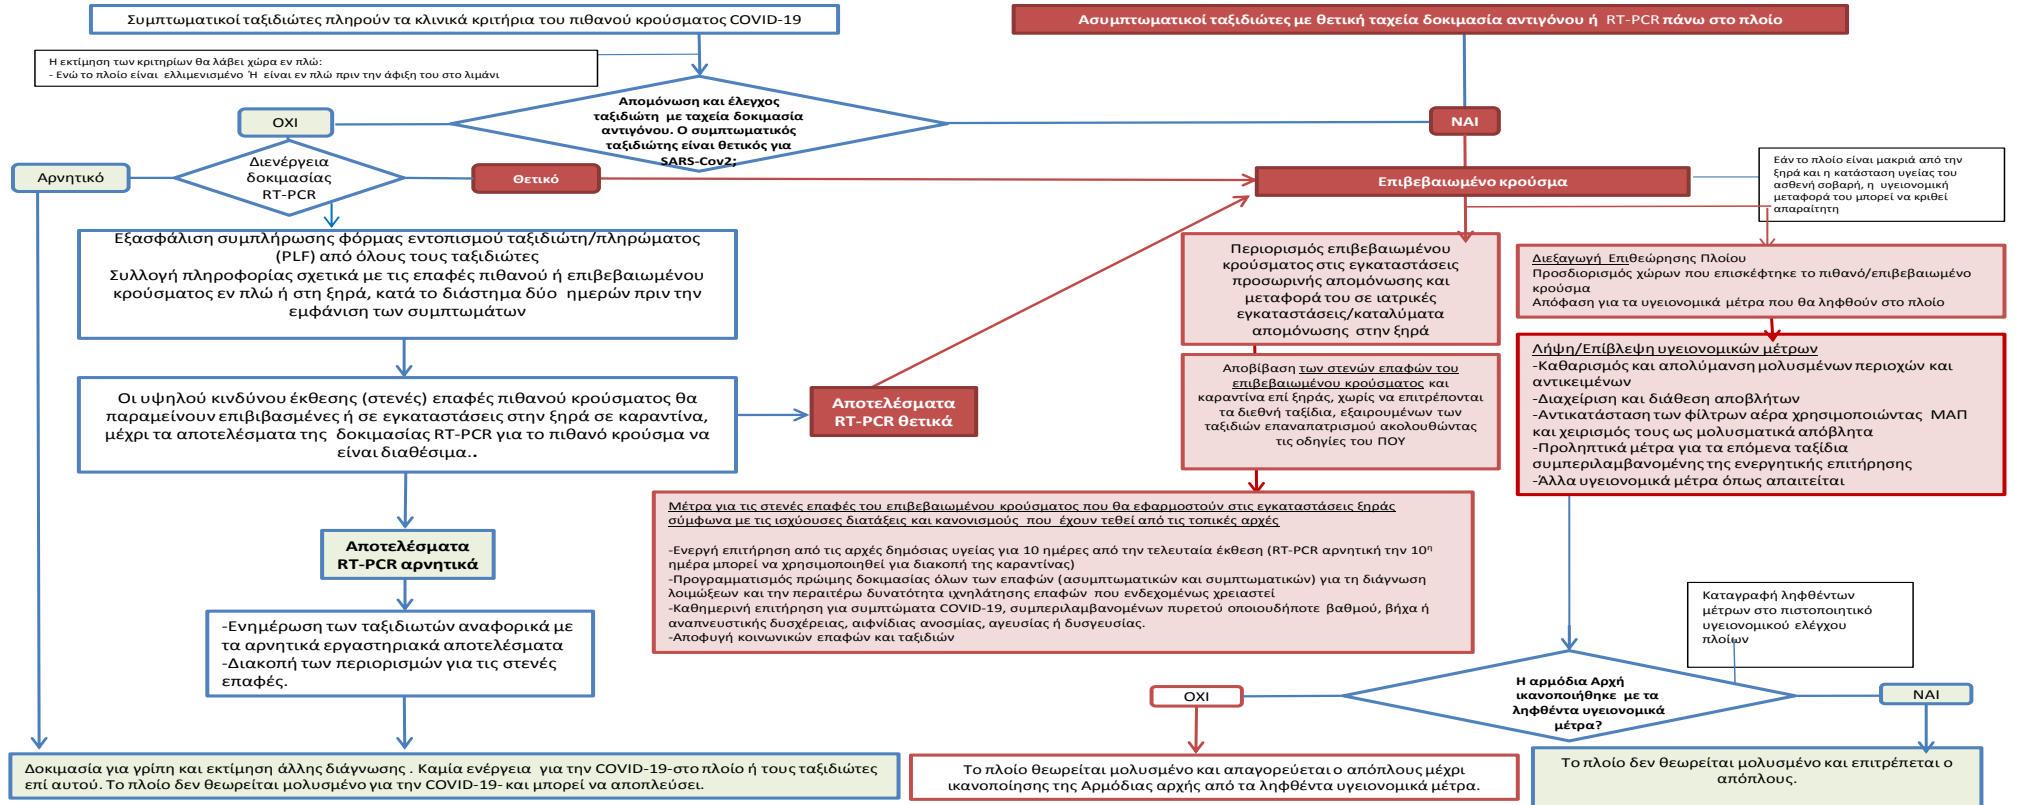 Συμπτωματικοί ταξιδιώτες πληρούν τα κλινικά κριτήρια του πιθανού κρούσματος COVID-19
Ασυμπτωματικοί ταξιδιώτες με θετική ταχεία δοκιμασία αντιγόνου ή RT-PCR πάνω στο πλοίο
Η εκτίμηση των κριτηρίων θα λάβει χώρα εν πλώ:
- Ενώ το πλοίο είναι ελλιμενισμένο Ή είναι εν πλώ πριν την άφιξη του στο λιμάνι
Απομόνωση και έλεγχος
ταξιδιώτη με ταχεία δοκιμασία
αντιγόνου. Ο συμπτωματικός
ταξιδιώτης είναι θετικός για
SARS-Cov2;
ΟΧΙ
ΝΑΙ
Διενέργεια
δοκιμασίας
RT-PCR
Αρνητικό
Θετικό
Επιβεβαιωμένο κρούσμα
Εάν το πλοίο είναι μακριά από την
ξηρά και η κατάσταση υγείας του
ασθενή σοβαρή, η υγειονομική
μεταφορά του μπορεί να κριθεί
απαραίτητη
Εξασφάλιση συμπλήρωσης φόρμας εντοπισμού ταξιδιώτη/πληρώματος
(PLF) από όλους τους ταξιδιώτες
Συλλογή πληροφορίας σχετικά με τις επαφές πιθανού ή επιβεβαιωμένου
κρούσματος εν πλώ ή στη ξηρά, κατά το διάστημα δύο ημερών πριν την
εμφάνιση των συμπτωμάτων
Περιορισμός επιβεβαιωμένου
κρούσματος στις εγκαταστάσεις
προσωρινής απομόνωσης και
μεταφορά του σε ιατρικές
εγκαταστάσεις/καταλύματα
απομόνωσης στην ξηρά
Διεξαγωγή Επιθεώρησης Πλοίου
Προσδιορισμός χώρων που επισκέφτηκε το πιθανό/επιβεβαιωμένο
κρούσμα
Απόφαση για τα υγειονομικά μέτρα που θα ληφθούν στο πλοίο
Αποβίβαση των στενών επαφών του
επιβεβαιωμένου κρούσματος και
καραντίνα επί ξηράς, χωρίς να επιτρέπονται
τα διεθνή ταξίδια, εξαιρουμένων των
ταξιδιών επαναπατρισμού ακολουθώντας
τις οδηγίες του ΠΟΥ
Λήψη/Επίβλεψη υγειονομικών μέτρων
-Καθαρισμός και απολύμανση μολυσμένων περιοχών και
αντικειμένων
-Διαχείριση και διάθεση αποβλήτων
-Αντικατάσταση των φίλτρων αέρα χρησιμοποιώντας ΜΑΠ
και χειρισμός τους ως μολυσματικά απόβλητα
-Προληπτικά μέτρα για τα επόμενα ταξίδια
συμπεριλαμβανομένης της ενεργητικής επιτήρησης
-Άλλα υγειονομικά μέτρα όπως απαιτείται
Οι υψηλού κινδύνου έκθεσης (στενές) επαφές πιθανού κρούσματος θα
παραμείνουν επιβιβασμένες ή σε εγκαταστάσεις στην ξηρά σε καραντίνα,
μέχρι τα αποτελέσματα της δοκιμασίας RT-PCR για το πιθανό κρούσμα να
είναι διαθέσιμα..
Αποτελέσματα
RT-PCR θετικά
Μέτρα για τις στενές επαφές του επιβεβαιωμένου κρούσματος που θα εφαρμοστούν στις εγκαταστάσεις ξηράς
σύμφωνα με τις ισχύουσες διατάξεις και κανονισμούς που έχουν τεθεί από τις τοπικές αρχές
-Ενεργή επιτήρηση από τις αρχές δημόσιας υγείας για 10 ημέρες από την τελευταία έκθεση (RT-PCR αρνητική την 10η
ημέρα μπορεί να χρησιμοποιηθεί για διακοπή της καραντίνας)
-Προγραμματισμός πρώιμης δοκιμασίας όλων των επαφών (ασυμπτωματικών και συμπτωματικών) για τη διάγνωση
λοιμώξεων και την περαιτέρω δυνατότητα ιχνηλάτησης επαφών που ενδεχομένως χρειαστεί
-Καθημερινή επιτήρηση για συμπτώματα COVID-19, συμπεριλαμβανομένων πυρετού οποιουδήποτε βαθμού, βήχα ή
αναπνευστικής δυσχέρειας, αιφνίδιας ανοσμίας, αγευσίας ή δυσγευσίας.
-Αποφυγή κοινωνικών επαφών και ταξιδιών
Αποτελέσματα
RT-PCR αρνητικά
-Ενημέρωση των ταξιδιωτών αναφορικά με
τα αρνητικά εργαστηριακά αποτελέσματα
-Διακοπή των περιορισμών για τις στενές
επαφές.
Καταγραφή ληφθέντων
μέτρων στο πιστοποιητικό
υγειονομικού ελέγχου
πλοίων
Η αρμόδια Αρχή
ικανοποιήθηκε με τα
ληφθέντα υγειονομικά
μέτρα?
ΟΧΙ
ΝΑΙ
Δοκιμασία για γρίπη και εκτίμηση άλλης διάγνωσης . Καμία ενέργεια για την COVID-19-στο πλοίο ή τους ταξιδιώτες
επί αυτού. Το πλοίο δεν θεωρείται μολυσμένο για την COVID-19- και μπορεί να αποπλεύσει.
Το πλοίο θεωρείται μολυσμένο και απαγορεύεται ο απόπλους μέχρι
ικανοποίησης της Αρμόδιας αρχής από τα ληφθέντα υγειονομικά μέτρα.
Το πλοίο δεν θεωρείται μολυσμένο και επιτρέπεται ο
απόπλους.